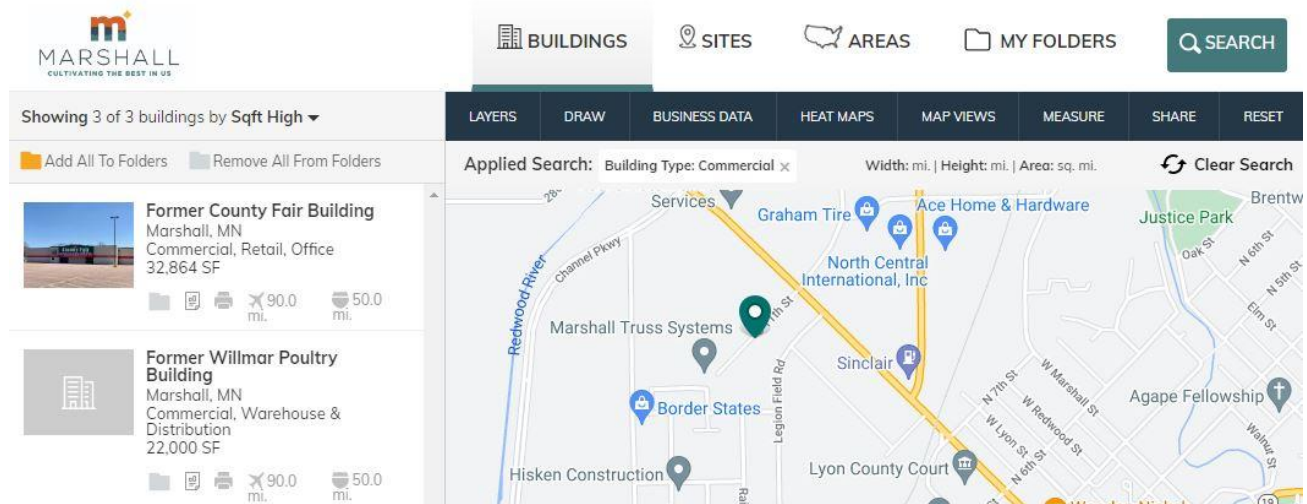 m
MARSHALL
CULTIVATING THE BEST IN US
BUILDINGS
SITES
AREAS
MY FOLDERS
SEARCH
Showing 3 of 3 buildings by Sqft High
LAYERS
DRAW
BUSINESS DATA
HEAT MAPS
MAP VIEWS
MEASURE
SHARE
RESET
Add All To Folders
Remove All From Folders
Applied Search:
Building Type: Commercial ×
Width: mi. | Height: mi. | Area: sq. mi.
Clear Search
Former County Fair Building
Marshall, MN
Commercial, Retail, Office
32,864 SF
90.0
mi.
50.0
mi.
Former Willmar Poultry
Building
Marshall, MN
Commercial, Warehouse &
Distribution
22,000 SF
90.0
mi.
50.0
mi.
Services
Graham Tire
Ace Home & Hardware
Justice Park
Brentw
Channel Pkwy
Redwood River
North Central
International, Inc
Oak St
N 6th St
N 5th St
Elm St
Marshall Truss Systems
Sinclair
Legion Field Rd
N 7th St
W Marshall St
W Redwood St
W Lyon St
N 6th St
Agape Fellowship
Walnut St
Border States
Hisken Construction
Lyon County Court
19